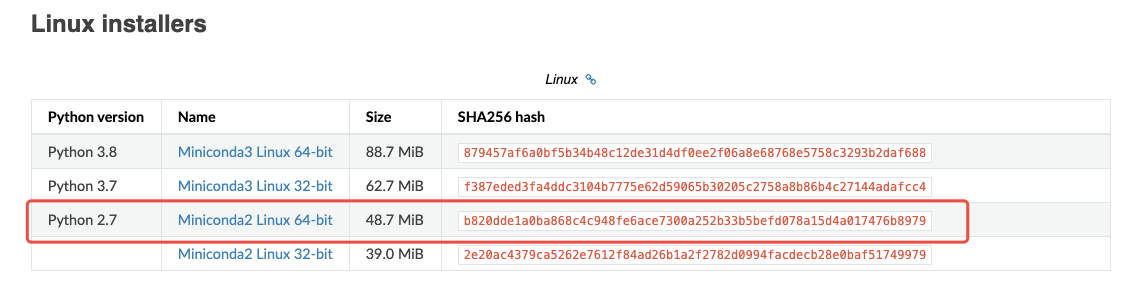 Linux installers
Linux
Python version Name Size SHA256 hash
Python 3.8 Miniconda3 Linux 64-bit 88.7 MiB 879457af6a0bf5b34b48c12de31d4df0ee2f06a8e68768e5758c3293b2daf688
Python 3.7 Miniconda3 Linux 32-bit 62.7 MiB f387eded3fa4ddc3104b7775e62d59065b30205c2758a8b86b4c27144adafcc4
Python 2.7 Miniconda2 Linux 64-bit 48.7 MiB b820dde1a0ba868c4c948fe6ace7300a252b33b5befd078a15d4a017476b8979
Miniconda2 Linux 32-bit 39.0 MiB 2e20ac4379ca5262e7612f84ad26b1a2f2782d0994facdecb28e0baf51749979